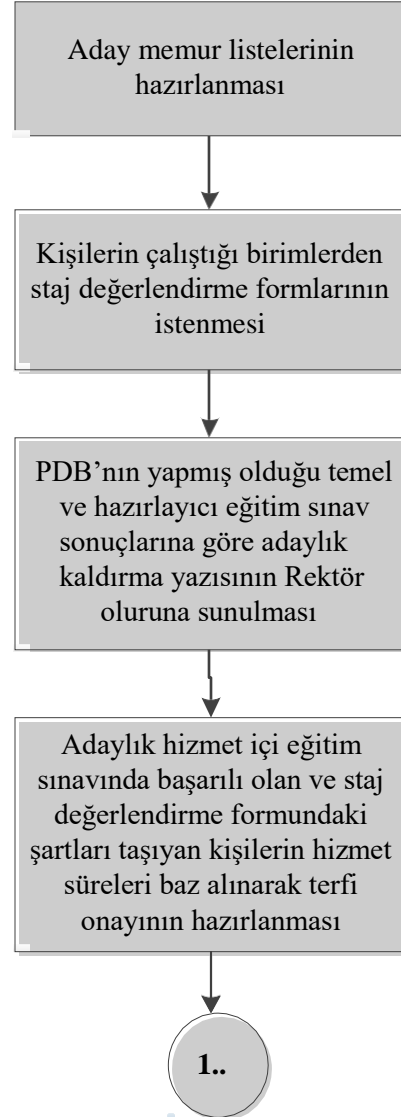 Aday memur listelerinin
hazırlanması
Kişilerin çalıştığı birimlerden
staj değerlendirme formlarının
istenmesi
PDB’nın yapmış olduğu temel
ve hazırlayıcı eğitim sınav
sonuçlarına göre adaylık
kaldırma yazısının Rektör
oluruna sunulması
Adaylık hizmet içi eğitim
sınavında başarılı olan ve staj
değerlendirme formundaki
şartları taşıyan kişilerin hizmet
süreleri baz alınarak terfi
onayının hazırlanması
1..